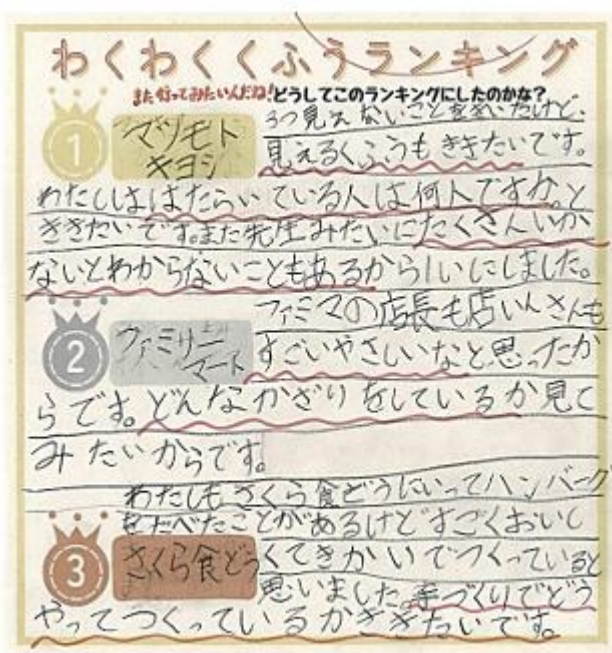 わくわくくふうランキング
また行ってみたいんだね!どうしてこのランキングにしたのかな?
1
マツモト
キヨシ
3つ見えないことをきいたけど、
見えるくふうもききたいです。
わたしははたらいている人は何人ですか。と
ききたいです。また先生みたいにたくさんいか
ないとわからないこともあるから1いにしました。
2
ファミリー
マート
ファミマの店長も店いんさんも
すごいやさしいなと思ったか
らです。どんなかざりをしているか見て
みたいからです。
3
さくら食どう
わたしもさくら食どうにいってハンバーグ
をたべたことがあるけどすごくおいし
くてきかいでつくっていると
思いました。手づくりでどう
やってつくっているかききたいです。